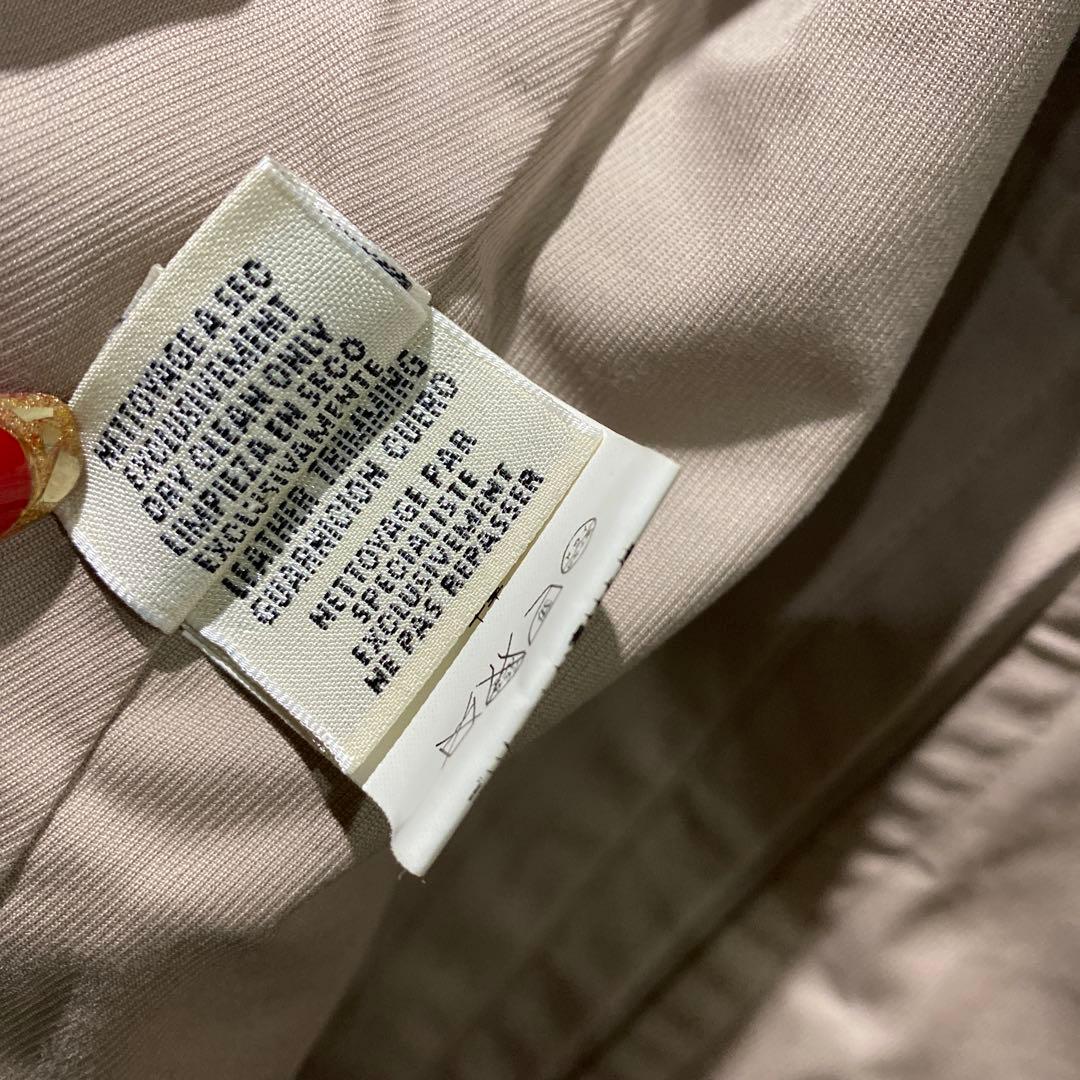 NETTOYAGE A SEC
EXCLUSIVEMENT
DRY CLEAN ONLY
LIMPIEZA EN SECO
EXCLUSIVAMENTE
LEATHER TRIMMING
GUARNICION CUERO
NETTOYAGE PAR
SPECIALISTE
EXCLUSIVEMENT
NE PAS REPASSER